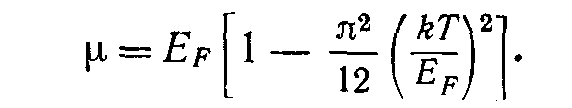 μ = E_F [1 − π²/12 (kT/E_F)²].